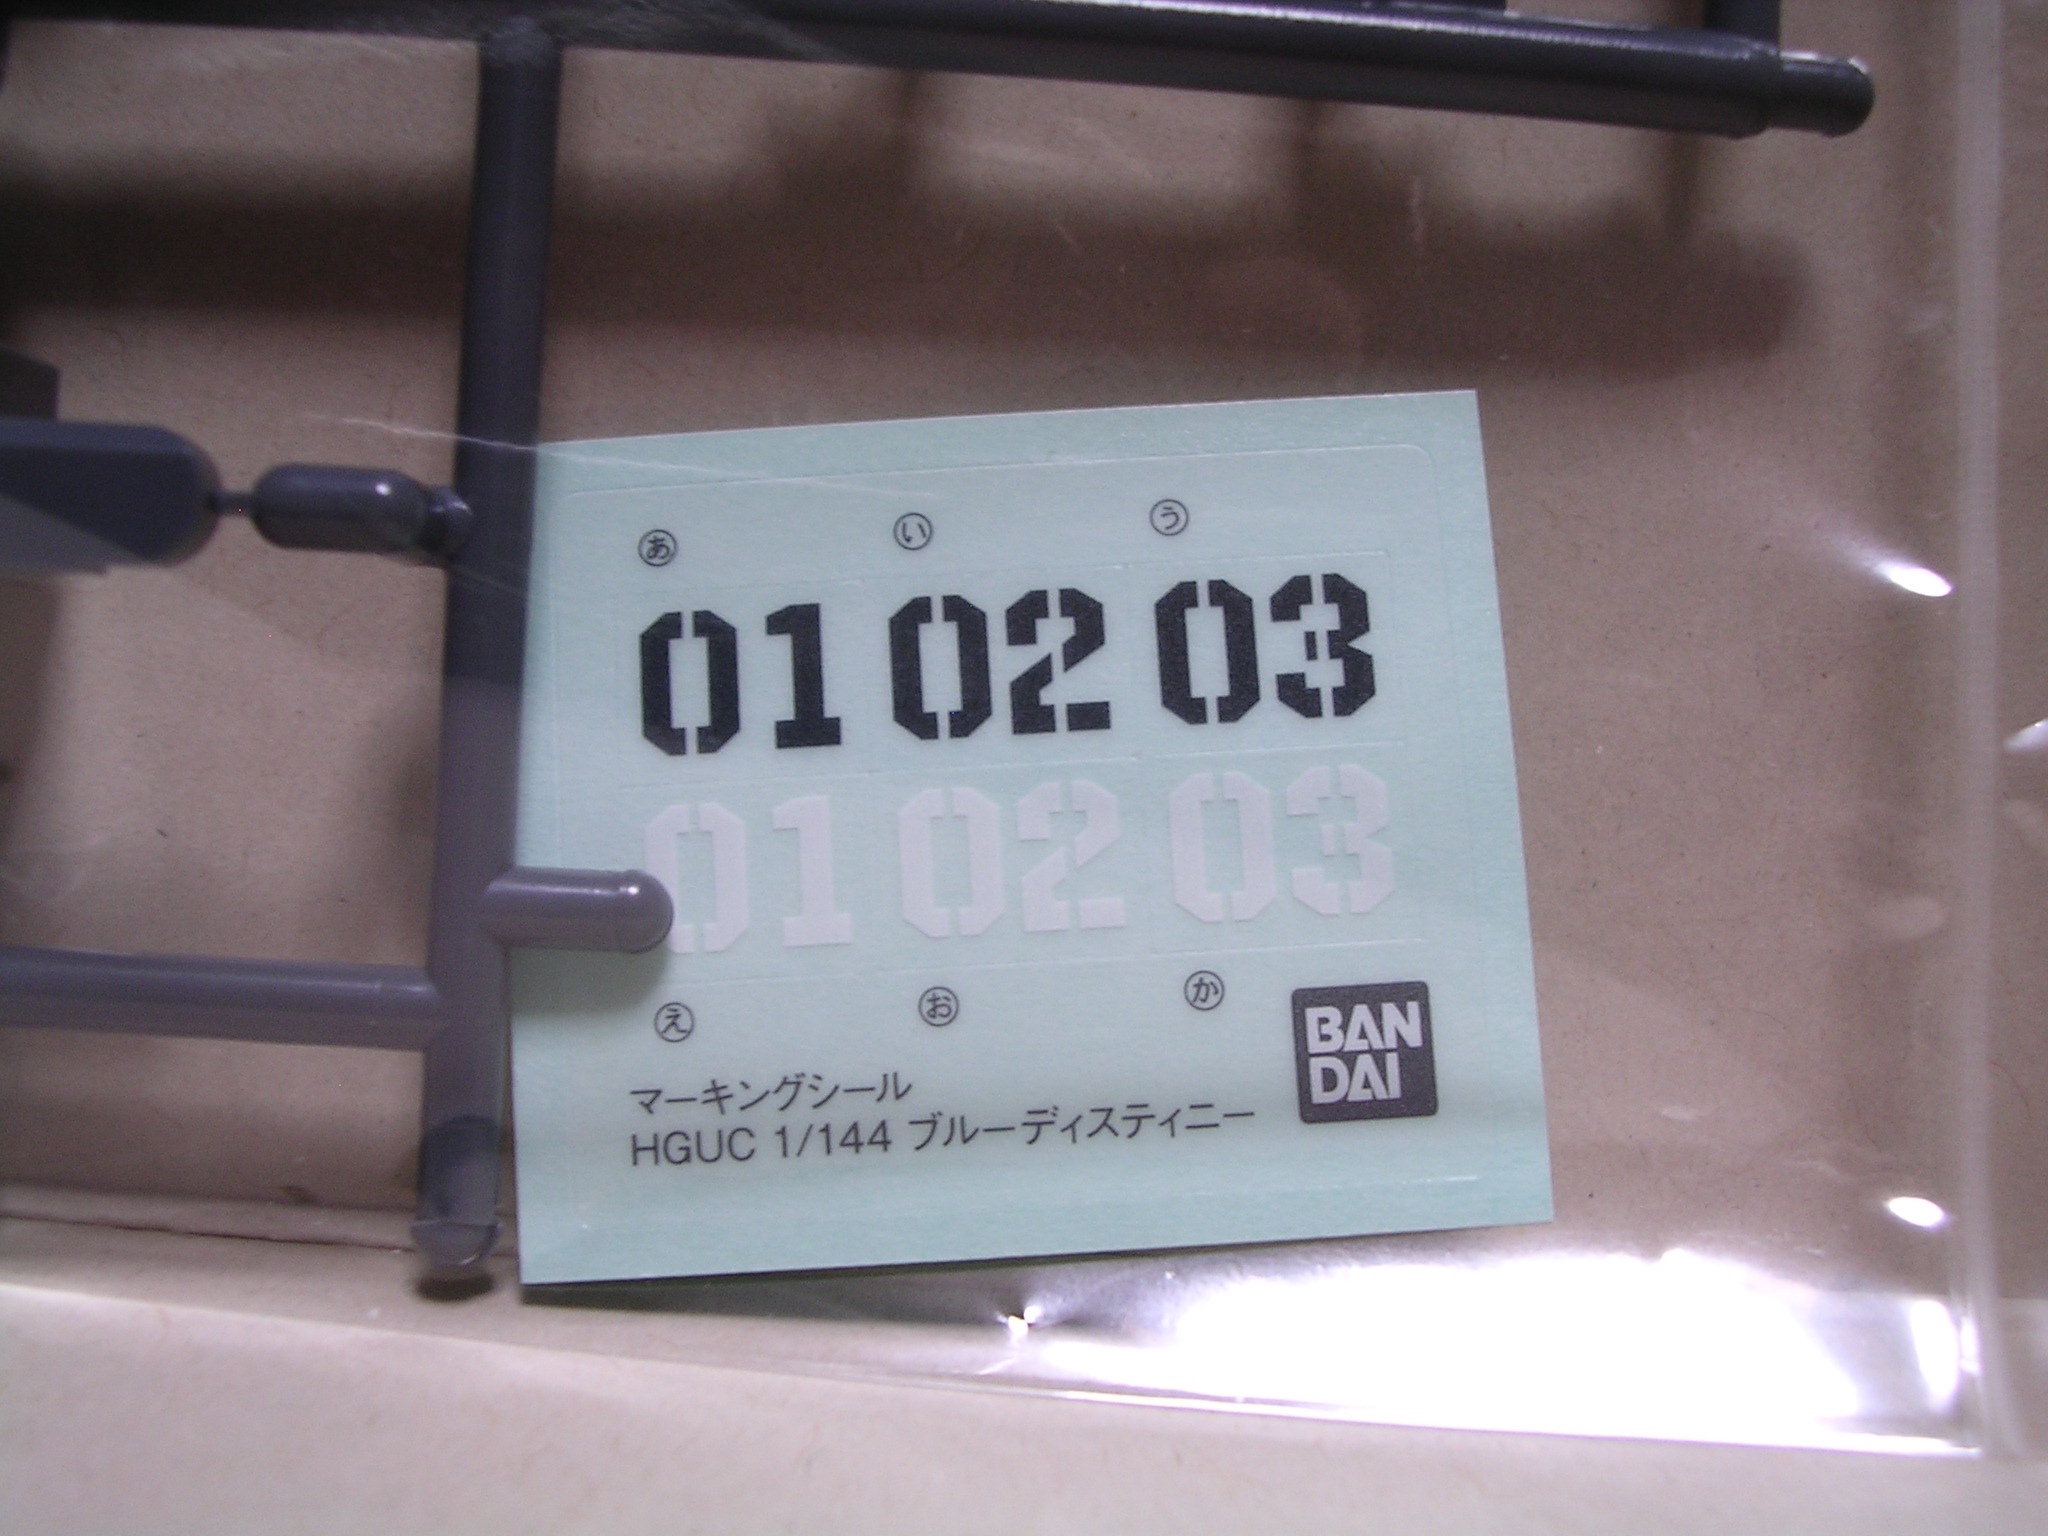 あ い う
01 02 03
01 02 03
え お か
マーキングシール
HGUC 1/144 ブルーディスティニー
BAN
DAI